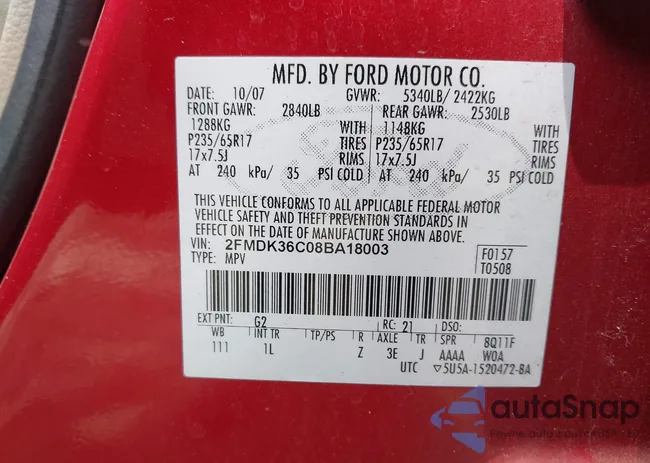 MFD. BY FORD MOTOR CO.
DATE: 10/07 GVWR: 5340LB/ 2422KG
FRONT GAWR: 2840LB REAR GAWR: 2530LB
1288KG WITH 1148KG WITH
P235/65R17 TIRES P235/65R17 TIRES
17x7.5J RIMS 17x7.5J RIMS
AT 240 kPa/ 35 PSI COLD AT 240 kPa/ 35 PSI COLD
THIS VEHICLE CONFORMS TO ALL APPLICABLE FEDERAL MOTOR
VEHICLE SAFETY AND THEFT PREVENTION STANDARDS IN
EFFECT ON THE DATE OF MANUFACTURE SHOWN ABOVE.
VIN: 2FMDK36C08BA18003 F0157
TYPE: MPV T0508
EXT PNT: G2 RC: 21 DSO:
WB INT TR TP/PS R AXLE TR SPR 8Q11F
111 1L Z 3E J AAAA W0A
UTC ▽5U5A-1520472-BA
Ford
autoSnap